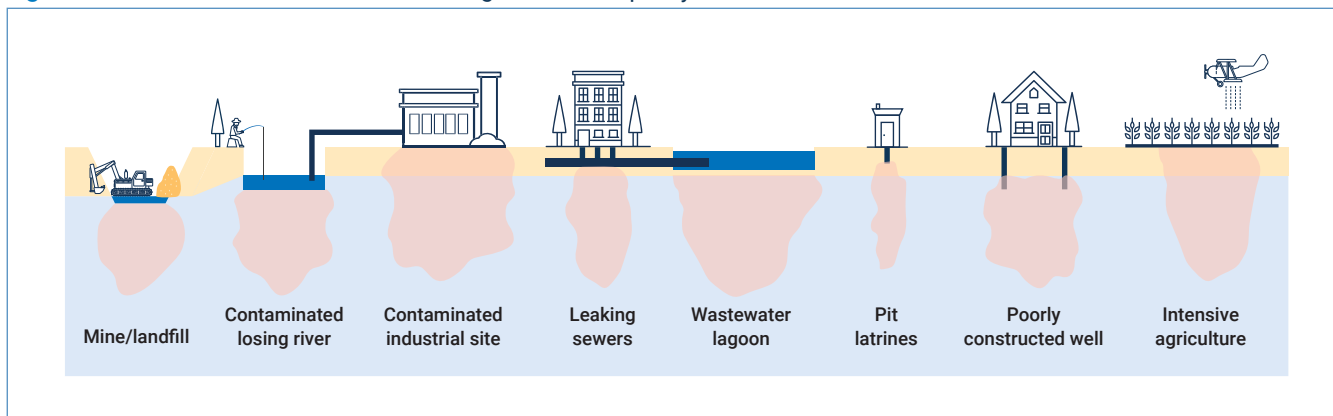 Mine/landfill
Contaminated
losing river
Contaminated
industrial site
Leaking
sewers
Wastewater
lagoon
Pit
latrines
Poorly
constructed well
Intensive
agriculture